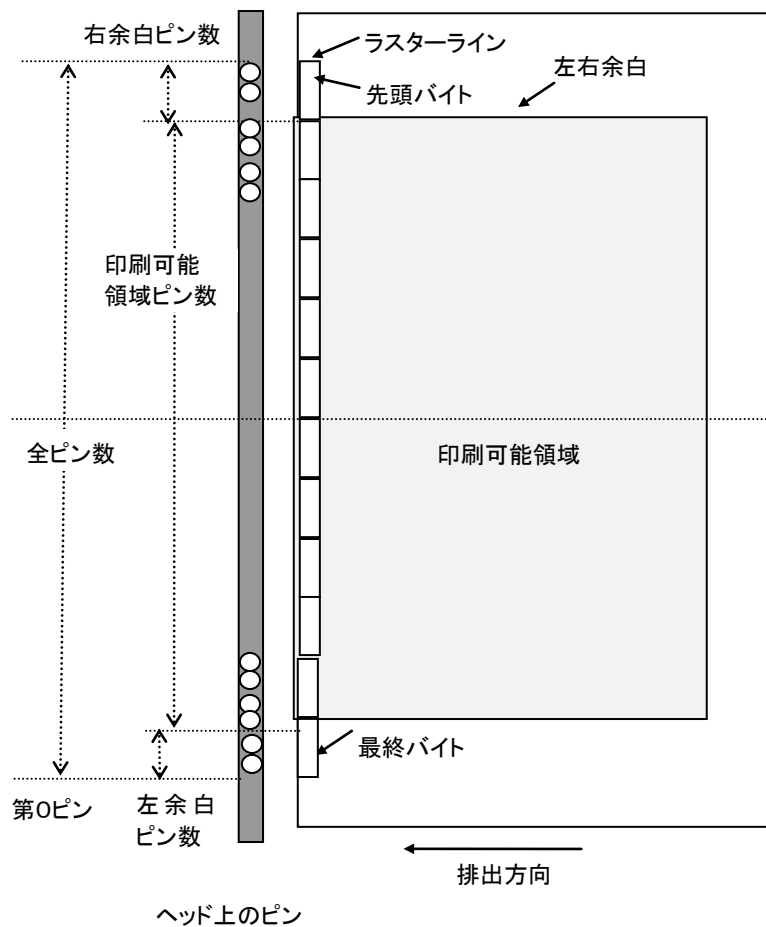 右余白ピン数
ラスターライン
先頭バイト
左右余白
印刷可能
領域ピン数
全ピン数
印刷可能領域
最終バイト
第0ピン
左 余 白
ピン数
排出方向
ヘッド上のピン